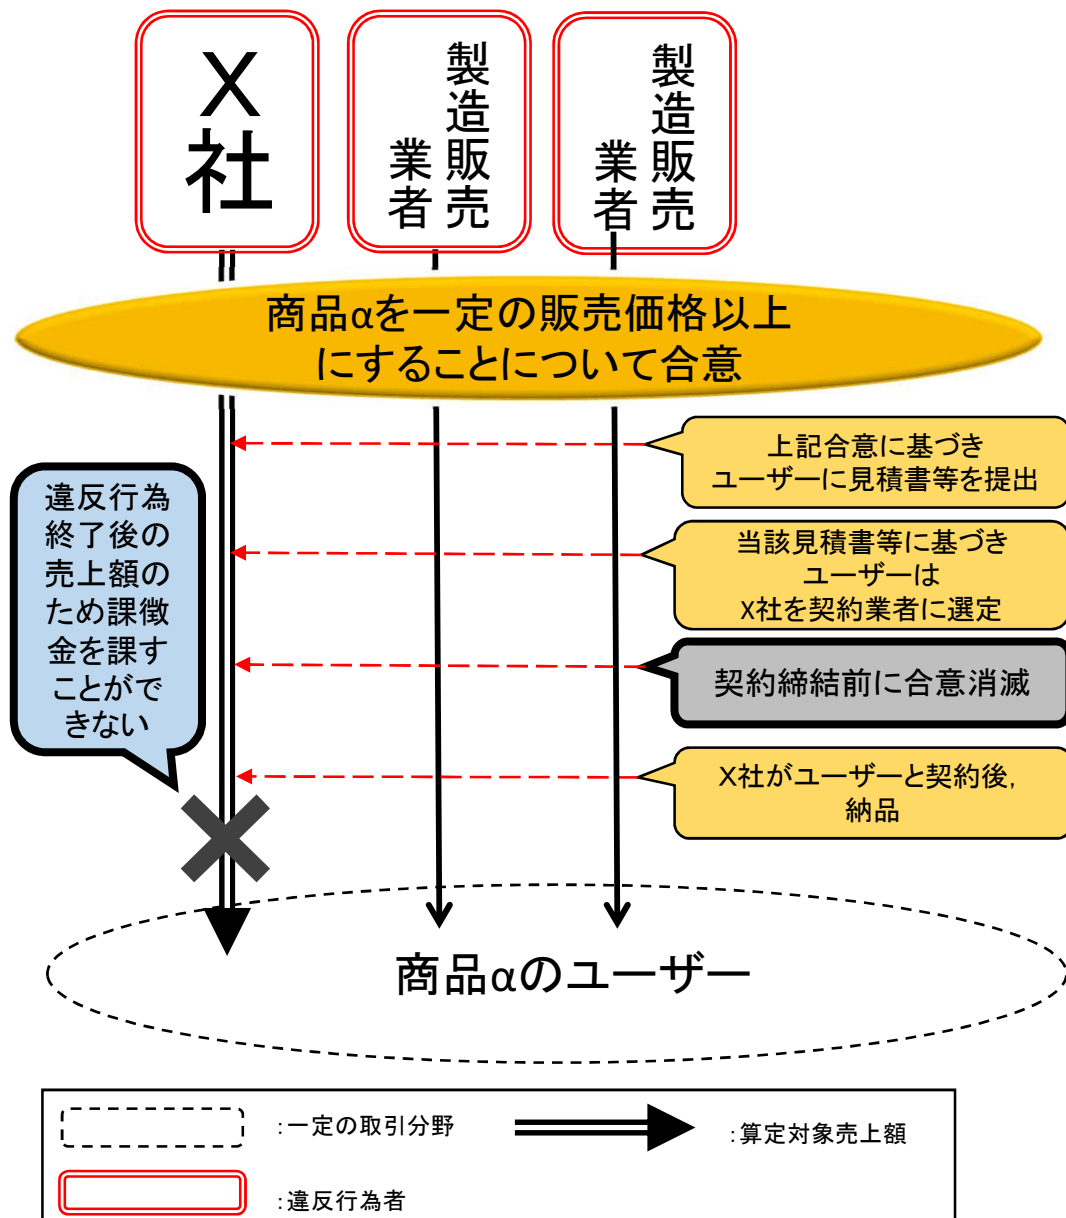 X社
製造販売
業者
製造販売
業者
商品αを一定の販売価格以上
にすることについて合意
上記合意に基づき
ユーザーに見積書等を提出
違反行為
終了後の
売上額の
ため課徴
金を課す
ことがで
きない
当該見積書等に基づき
ユーザーは
X社を契約業者に選定
契約締結前に合意消滅
X社がユーザーと契約後,
納品
商品αのユーザー
:一定の取引分野
:算定対象売上額
:違反行為者